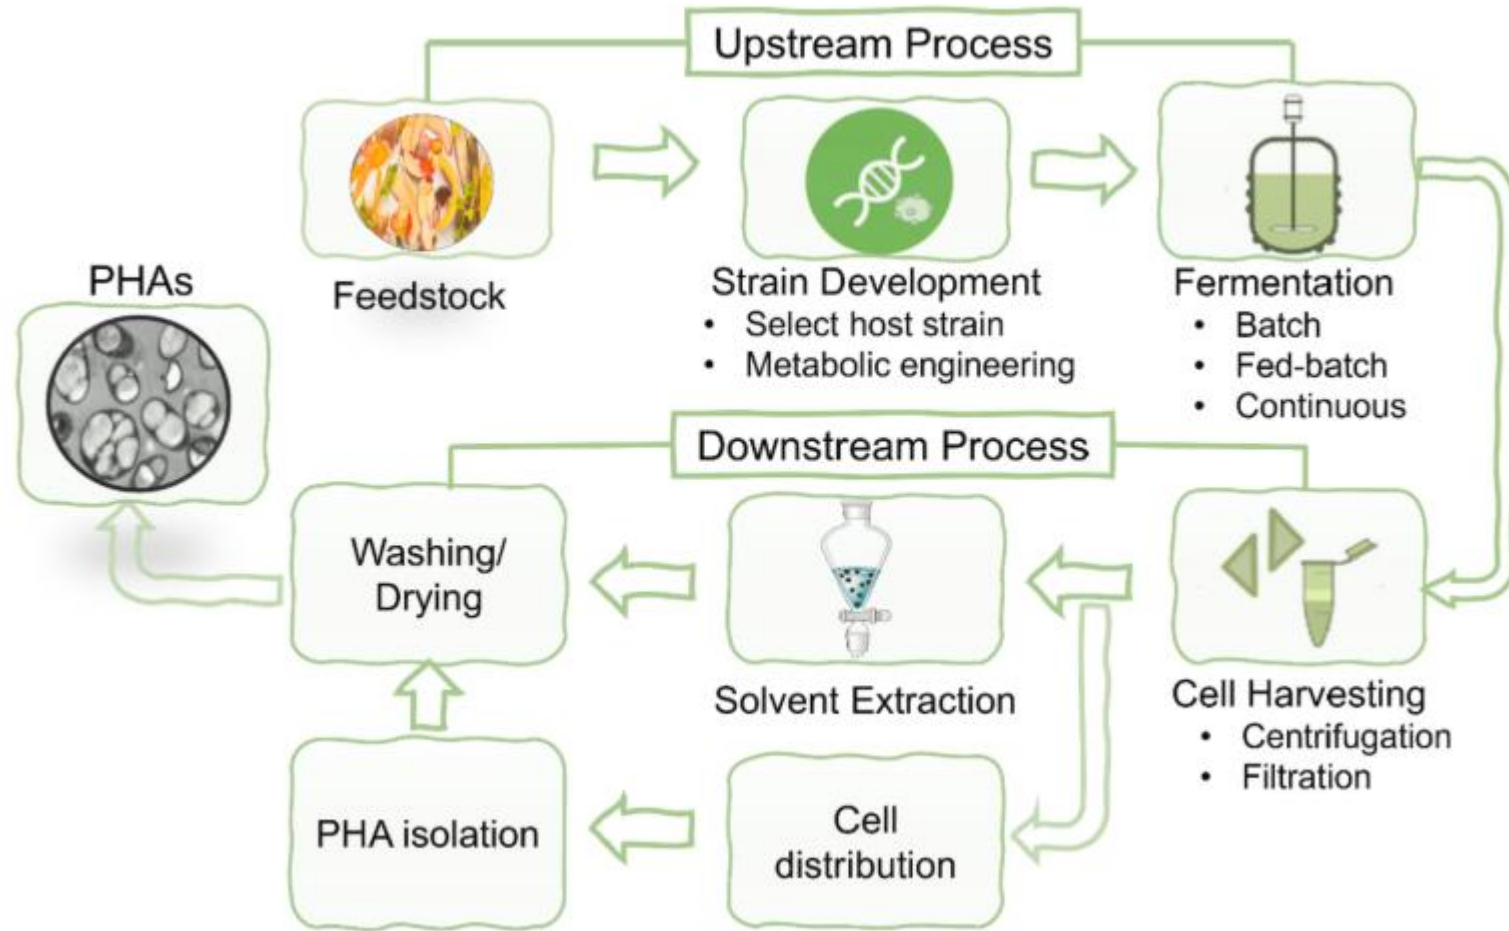 Upstream Process
Feedstock
Strain Development
• Select host strain
• Metabolic engineering
Fermentation
• Batch
• Fed-batch
• Continuous
PHAs
Downstream Process
Washing/
Drying
Solvent Extraction
Cell Harvesting
• Centrifugation
• Filtration
PHA isolation
Cell
distribution